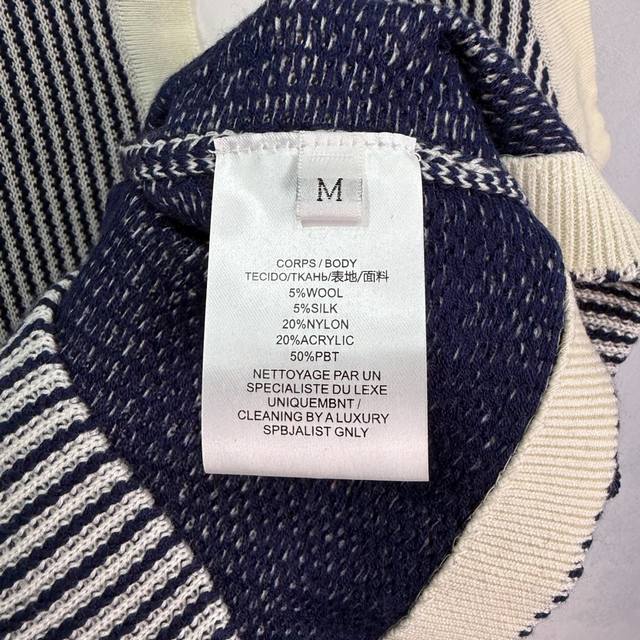 M
CORPS / BODY
TECIDO/TKAHЬ/表地/面料
5%WOOL
5%SILK
20%NYLON
20%ACRYLIC
50%PBT
NETTOYAGE PAR UN
SPECIALISTE DU LEXE
UNIQUEMBNT /
CLEANING BY A LUXURY
SPBJALIST GNLY